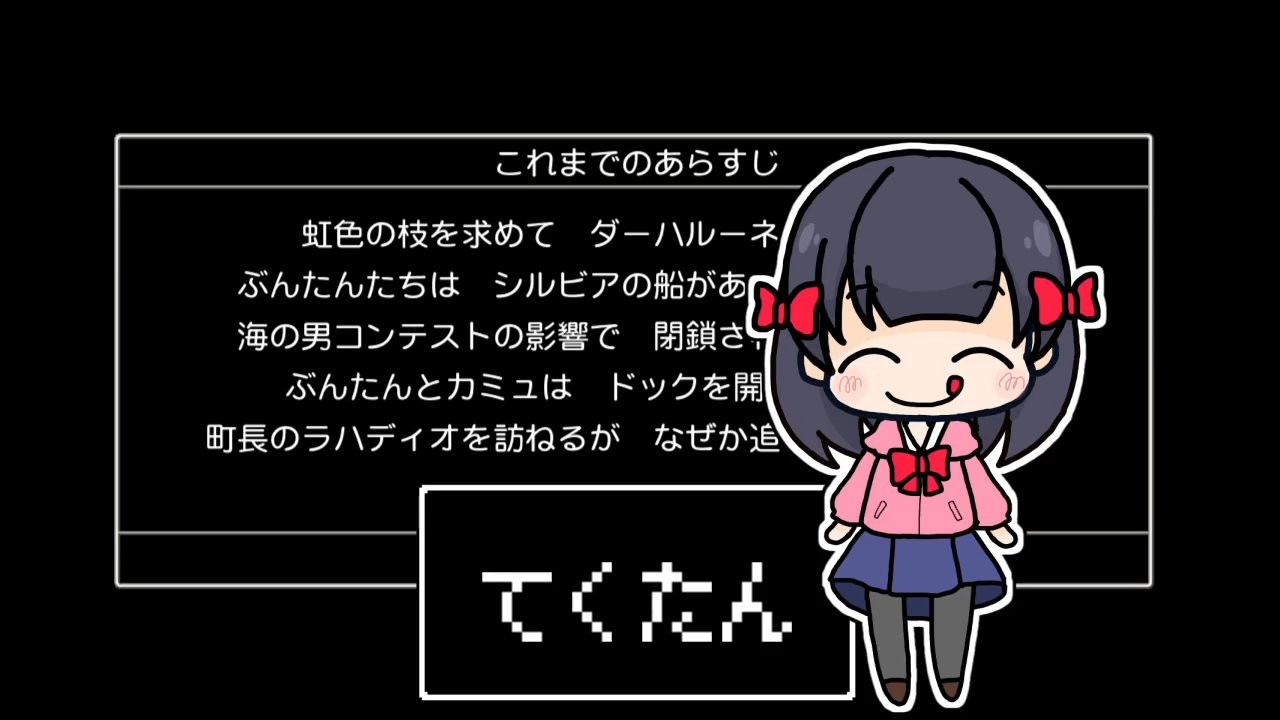 これまでのあらすじ
虹色の枝を求めて　ダーハルーネ
ぶんたんたちは　シルビアの船があ
海の男コンテストの影響で　閉鎖さ
ぶんたんとカミュは　ドックを開
町長のラハディオを訪ねるが　なぜか追
てくたん